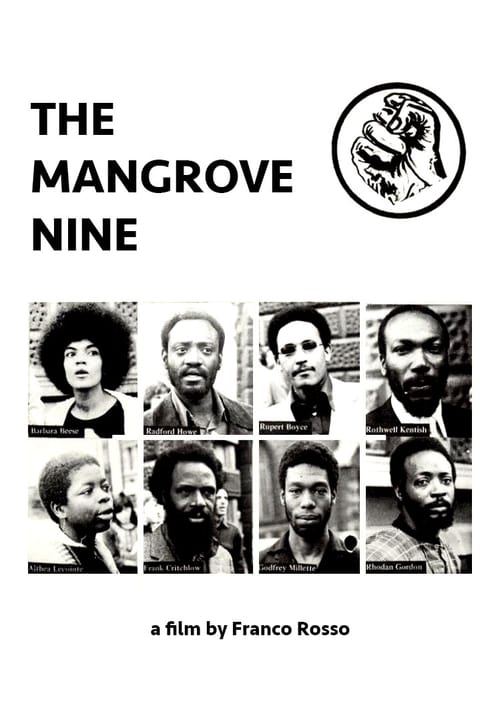 THE
MANGROVE
NINE
Barbara Beese
Radford Howe
Rupert Boyce
Rothwell Kentish
Althea Lecointe
Frank Critchlow
Godfrey Millette
Rhodan Gordon
a film by Franco Rosso